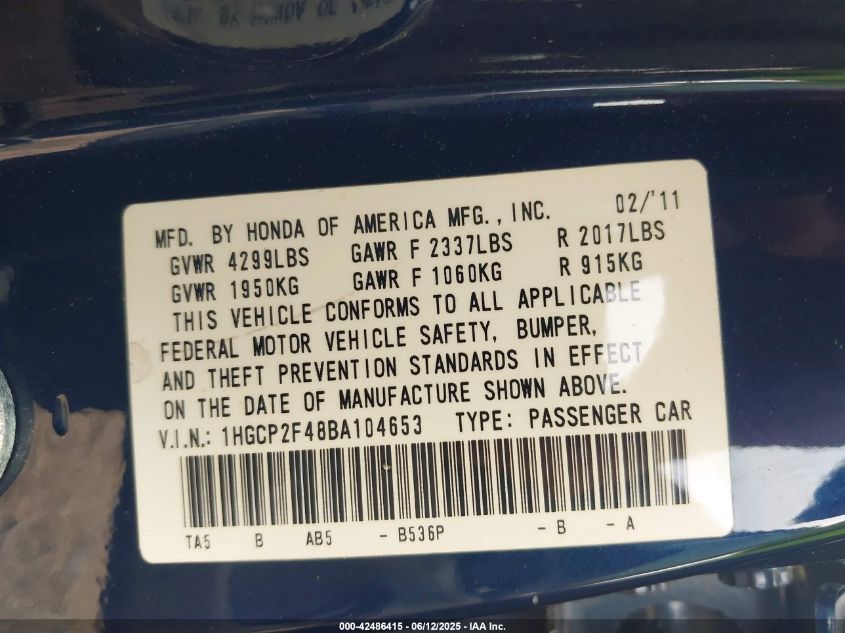 MFD. BY HONDA OF AMERICA MFG., INC. 02/'11
GVWR 4299LBS GAWR F 2337LBS R 2017LBS
GVWR 1950KG GAWR F 1060KG R 915KG
THIS VEHICLE CONFORMS TO ALL APPLICABLE
FEDERAL MOTOR VEHICLE SAFETY, BUMPER,
AND THEFT PREVENTION STANDARDS IN EFFECT
ON THE DATE OF MANUFACTURE SHOWN ABOVE.
V.I.N.: 1HGCP2F48BA104653 TYPE: PASSENGER CAR
TA5 B AB5 - B536P - B - A
000-42486415 - 06/12/2025 - IAA Inc.